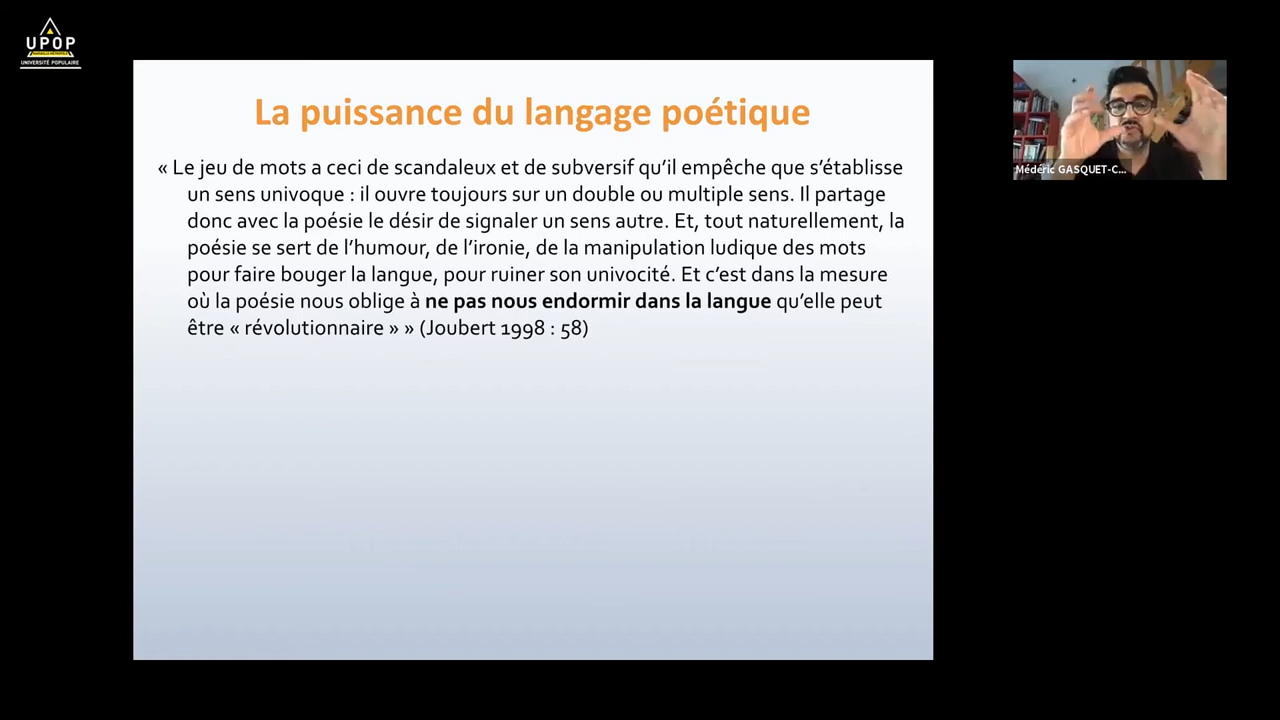 UPOP
UNIVERSITÉ POPULAIRE
La puissance du langage poétique
« Le jeu de mots a ceci de scandaleux et de subversif qu’il empêche que s’établisse
un sens univoque : il ouvre toujours sur un double ou multiple sens. Il partage
donc avec la poésie le désir de signaler un sens autre. Et, tout naturellement, la
poésie se sert de l’humour, de l’ironie, de la manipulation ludique des mots
pour faire bouger la langue, pour ruiner son univocité. Et c’est dans la mesure
où la poésie nous oblige à ne pas nous endormir dans la langue qu’elle peut
être « révolutionnaire » » (Joubert 1998 : 58)
Médéric GASQUET-C...